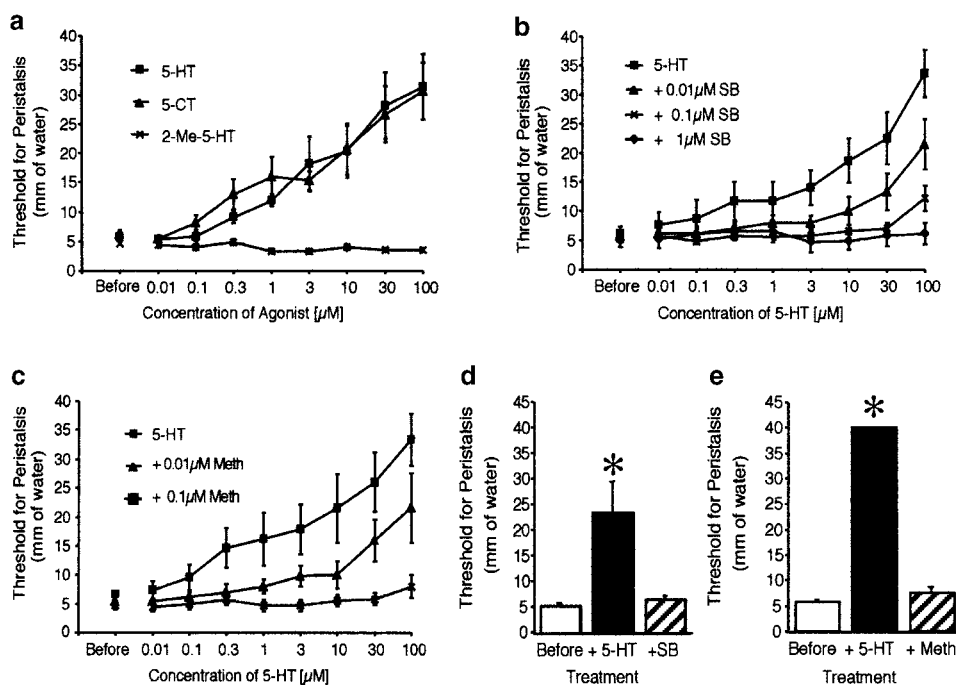 a
Threshold for Peristalsis
(mm of water)
40
35
30
25
20
15
10
5
0
5-HT
5-CT
2-Me-5-HT
Before 0.01 0.1 0.3 1 3 10 30 100
Concentration of Agonist [µM]
b
Threshold for Peristalsis
(mm of water)
40
35
30
25
20
15
10
5
0
5-HT
+ 0.01µM SB
+ 0.1µM SB
+ 1µM SB
Before 0.01 0.1 0.3 1 3 10 30 100
Concentration of 5-HT [µM]
c
Threshold for Peristalsis
(mm of water)
40
35
30
25
20
15
10
5
0
5-HT
+ 0.01µM Meth
+ 0.1µM Meth
Before 0.01 0.1 0.3 1 3 10 30 100
Concentration of 5-HT [µM]
d
Threshold for Peristalsis
(mm of water)
45
40
35
30
25
20
15
10
5
0
*
Before + 5-HT +SB
Treatment
e
Threshold for Peristalsis
(mm of water)
45
40
35
30
25
20
15
10
5
0
*
Before + 5-HT + Meth
Treatment